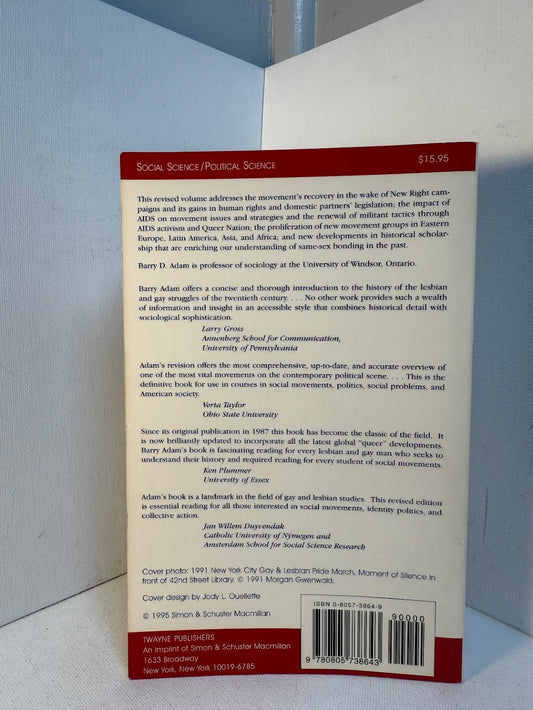 SOCIAL SCIENCE/POLITICAL SCIENCE
$15.95
This revised volume addresses the movement's recovery in the wake of New Right cam-
paigns and its gains in human rights and domestic partners' legislation; the impact of
AIDS on movement issues and strategies and the renewal of militant tactics through
AIDS activism and Queer Nation; the proliferation of new movement groups in Eastern
Europe, Latin America, Asia, and Africa; and new developments in historical scholar-
ship that are enriching our understanding of same-sex bonding in the past.
Barry D. Adam is professor of sociology at the University of Windsor, Ontario.
Barry Adam offers a concise and thorough introduction to the history of the lesbian
and gay struggles of the twentieth century. . . . No other work provides such a wealth
of information and insight in an accessible style that combines historical detail with
sociological sophistication.
Larry Gross
Annenberg School for Communication,
University of Pennsylvania
Adam's revision offers the most comprehensive, up-to-date, and accurate overview of
one of the most vital movements on the contemporary political scene. . . . This is the
definitive book for use in courses in social movements, politics, social problems, and
American society.
Verta Taylor
Ohio State University
Since its original publication in 1987 this book has become the classic of the field. It
is now brilliantly updated to incorporate all the latest global "queer" developments.
Barry Adam's book is fascinating reading for every lesbian and gay man who seeks to
understand their history and required reading for every student of social movements.
Ken Plummer
University of Essex
Adam's book is a landmark in the field of gay and lesbian studies. This revised edition
is essential reading for all those interested in social movements, identity politics, and
collective action.
Jan Willem Duyvendak
Catholic University of Nÿmegen and
Amsterdam School for Social Science Research
Cover photo: 1991 New York City Gay & Lesbian Pride March, Moment of Silence in
front of 42nd Street Library, © 1991 Morgan Gwenwald.
Cover design by Jody L. Ouellette
© 1995 Simon & Schuster Macmillan
TWAYNE PUBLISHERS
An Imprint of Simon & Schuster Macmillan
1633 Broadway
New York, New York 10019-6785
ISBN 0-8057-3864-9
90000
9 780805 738643